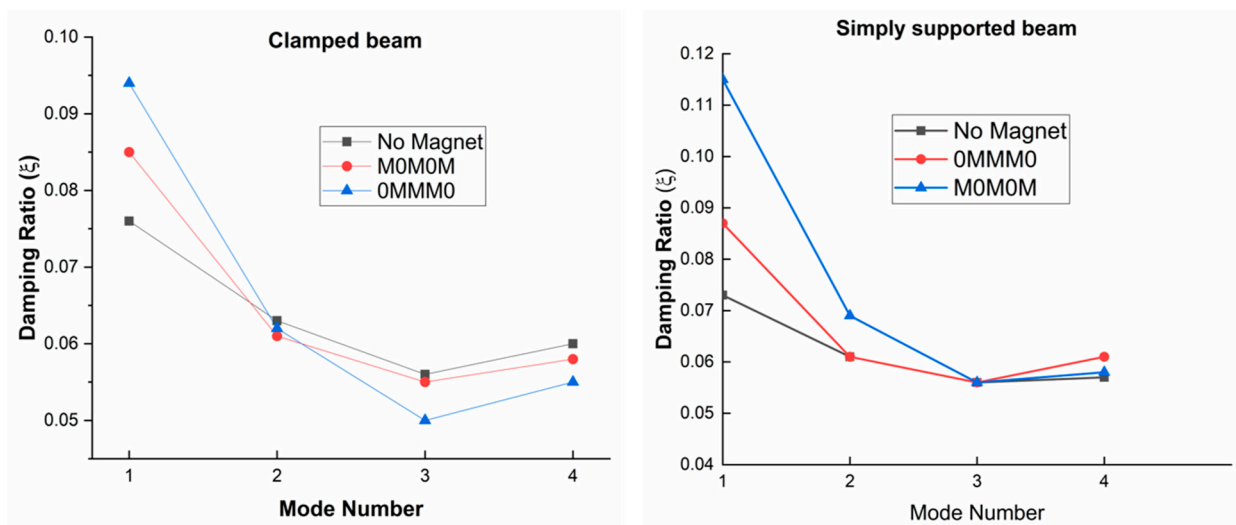 Clamped beam
0.10
0.09
0.08
0.07
0.06
0.05
Damping Ratio (ξ)
No Magnet
M0M0M
0MMM0
1 2 3 4
Mode Number
Simply supported beam
0.12
0.11
0.10
0.09
0.08
0.07
0.06
0.05
0.04
Damping Ratio (ξ)
No Magnet
0MMM0
M0M0M
1 2 3 4
Mode Number